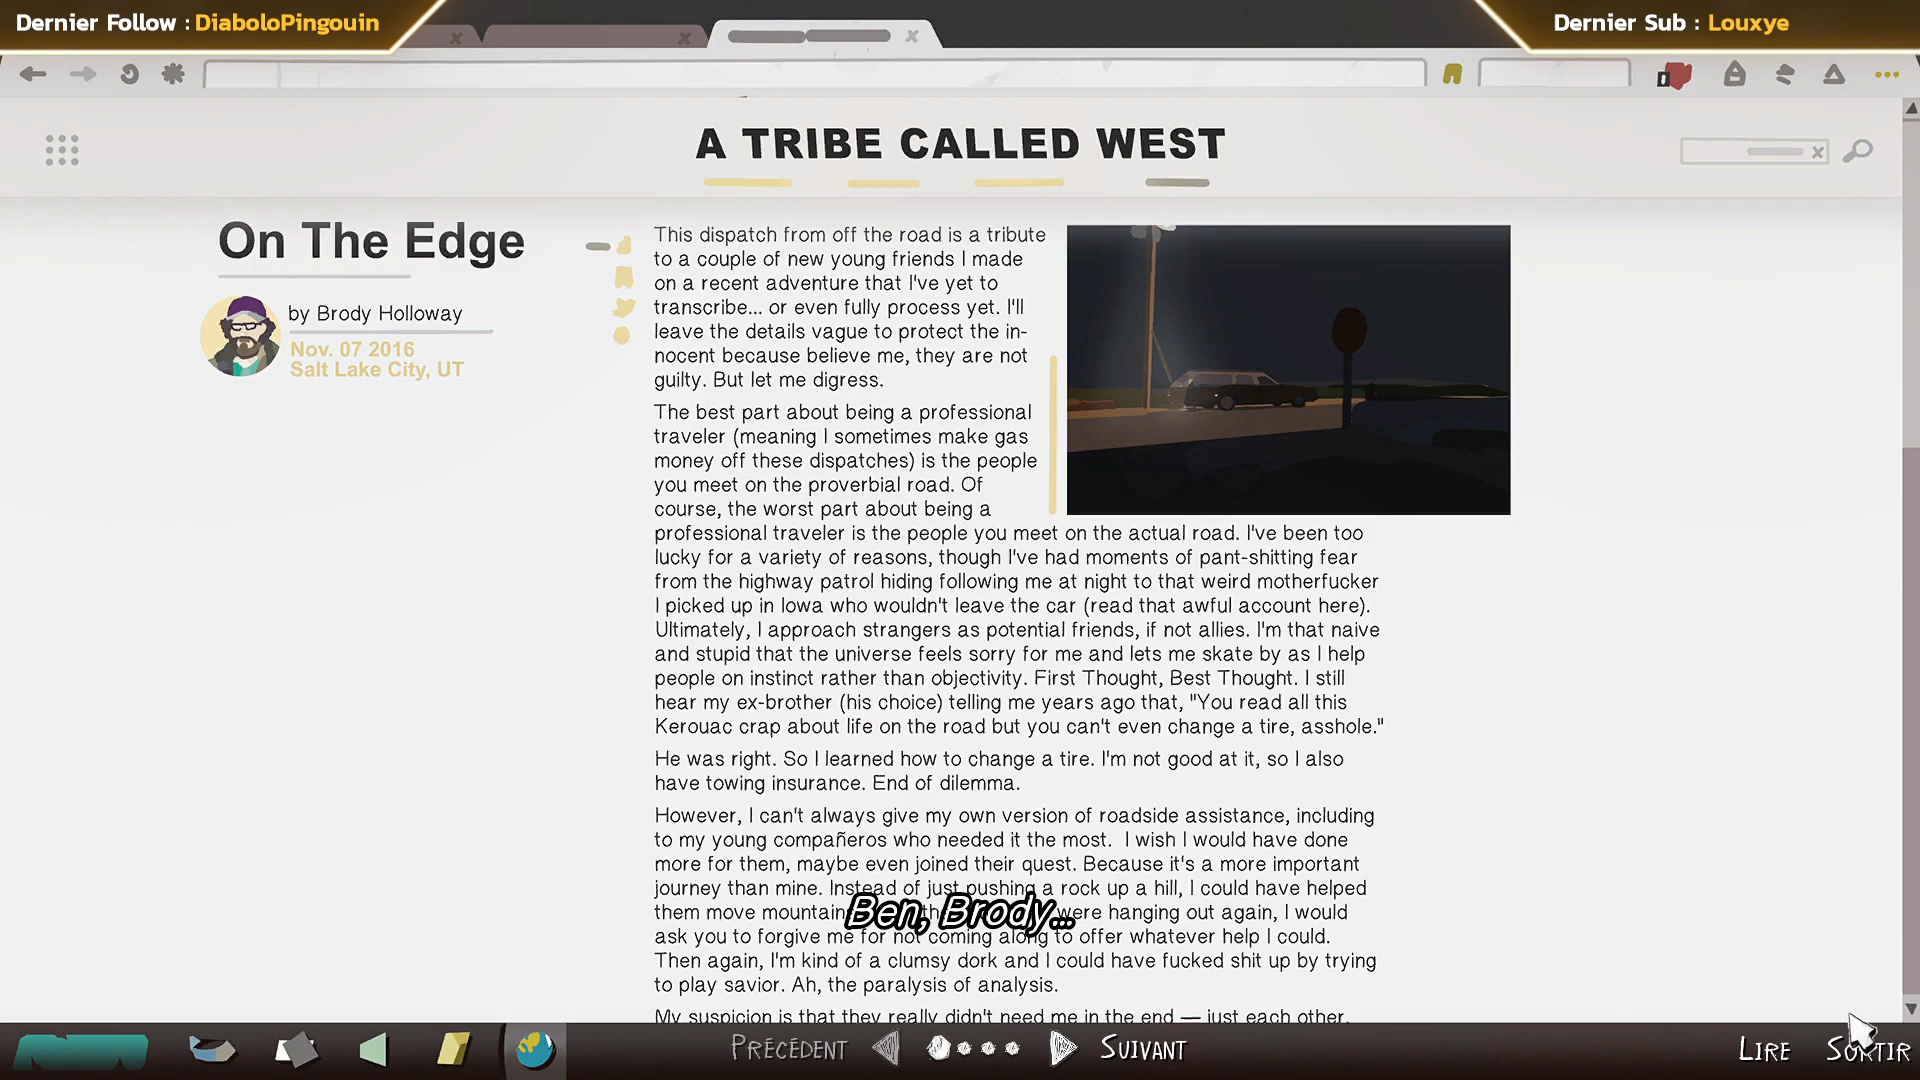 Dernier Follow : DiaboloPingouin
Dernier Sub : Louxye
A TRIBE CALLED WEST
On The Edge
by Brody Holloway
Nov. 07 2016
Salt Lake City, UT
This dispatch from off the road is a tribute
to a couple of new young friends I made
on a recent adventure that I've yet to
transcribe... or even fully process yet. I'll
leave the details vague to protect the in-
nocent because believe me, they are not
guilty. But let me digress.
The best part about being a professional
traveler (meaning I sometimes make gas
money off these dispatches) is the people
you meet on the proverbial road. Of
course, the worst part about being a
professional traveler is the people you meet on the actual road. I've been too
lucky for a variety of reasons, though I've had moments of pant-shitting fear
from the highway patrol hiding following me at night to that weird motherfucker
I picked up in Iowa who wouldn't leave the car (read that awful account here).
Ultimately, I approach strangers as potential friends, if not allies. I'm that naive
and stupid that the universe feels sorry for me and lets me skate by as I help
people on instinct rather than objectivity. First Thought, Best Thought. I still
hear my ex-brother (his choice) telling me years ago that, "You read all this
Kerouac crap about life on the road but you can't even change a tire, asshole."
He was right. So I learned how to change a tire. I'm not good at it, so I also
have towing insurance. End of dilemma.
However, I can't always give my own version of roadside assistance, including
to my young compañeros who needed it the most. I wish I would have done
more for them, maybe even joined their quest. Because it's a more important
journey than mine. Instead of just pushing a rock up a hill, I could have helped
them move mountain were hanging out again, I would
Ben, Brody...
ask you to forgive me for not coming along to offer whatever help I could.
Then again, I'm kind of a clumsy dork and I could have fucked shit up by trying
to play savior. Ah, the paralysis of analysis.
My suspicion is that they really didn't need me in the end — just each other.
PRÉCÉDENT
SUIVANT
LIRE
SORTIR